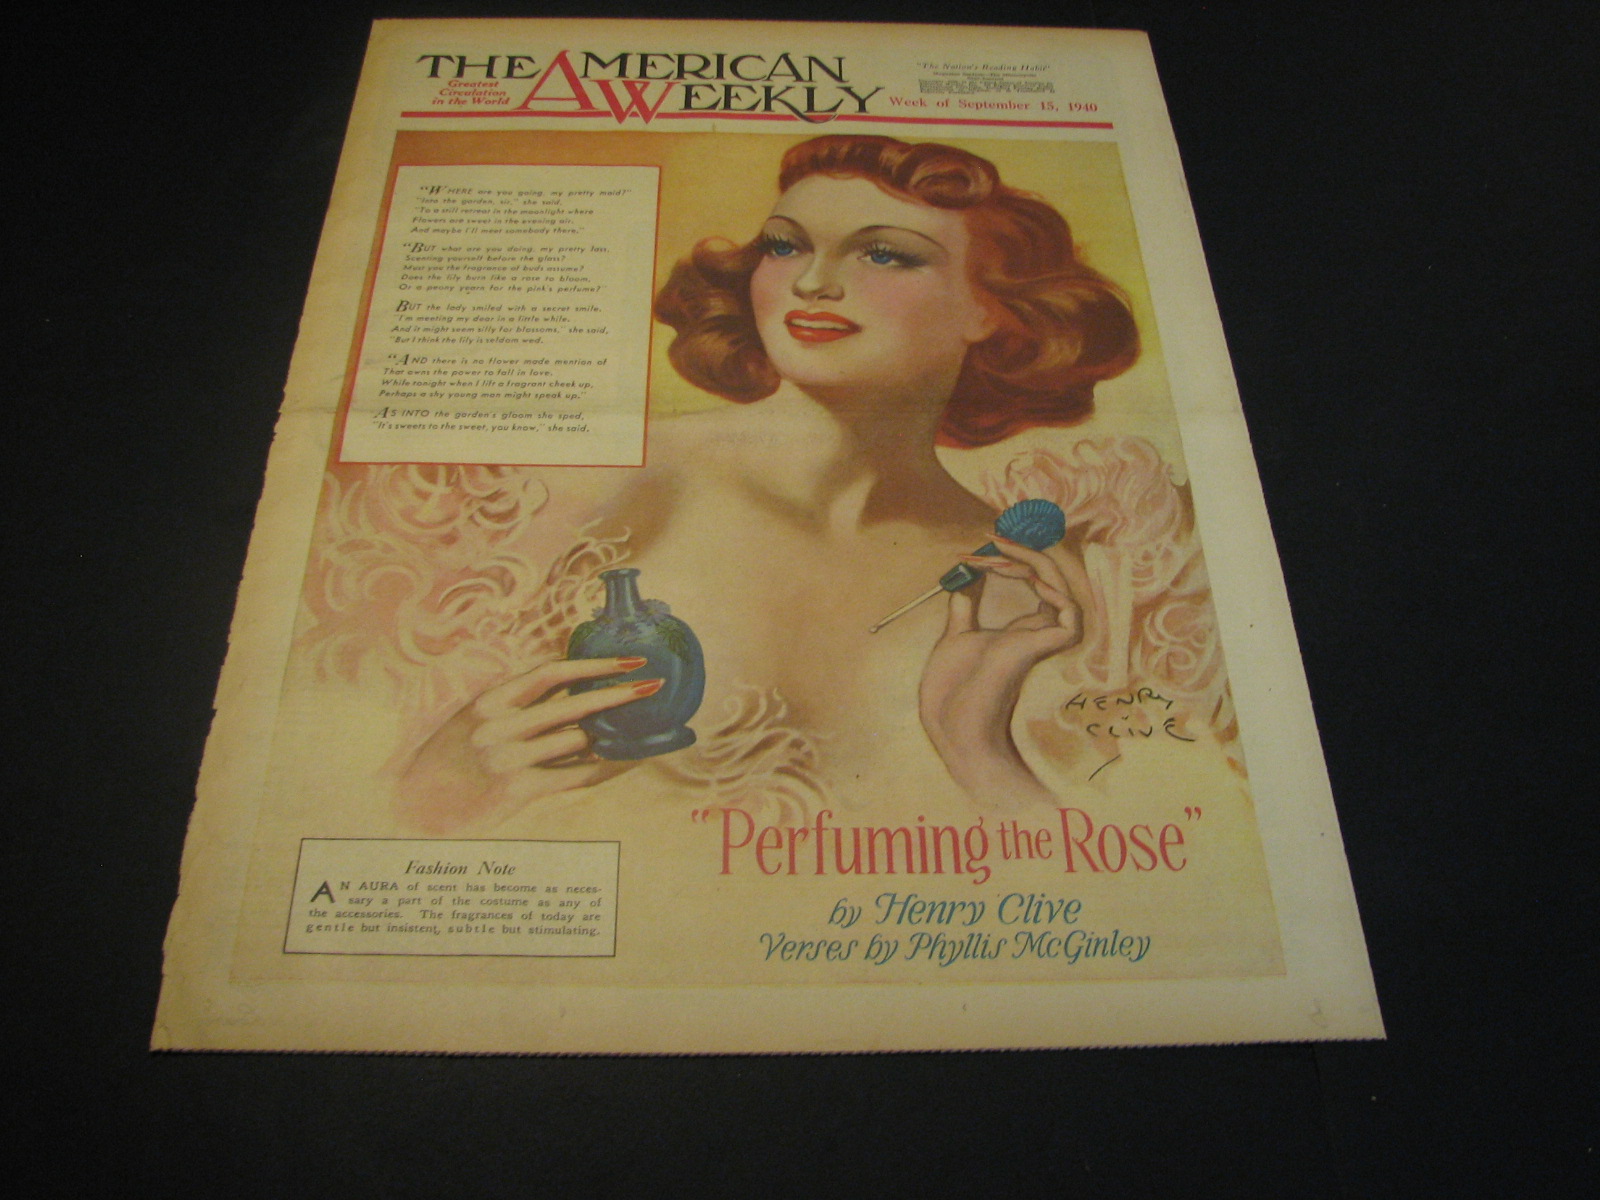 THE AMERICAN
WEEKLY
Greatest
Circulation
in the World
"The Nation's Reading Habit"
Week of September 15, 1940
"WHERE are you going, my pretty maid?"
"Into the garden, sir," she said.
"To a still retreat in the moonlight where
Flowers are sweet in the evening air.
And maybe I'll meet somebody there."
"BUT what are you doing, my pretty lass,
Scenting yourself before the glass?
Must you the fragrance of buds assume?
Does the lily burn like a rose to bloom,
Or a peony yearn for the pink's perfume?"
BUT the lady smiled with a secret smile.
"I'm meeting my dear in a little while.
And it might seem silly for blossoms," she said,
"But I think the lily is seldom wed.
"AND there is no flower made mention of
That owns the power to fall in love.
While tonight when I lift a fragrant cheek up,
Perhaps a shy young man might speak up."
AS INTO the garden's gloom she sped,
"It's sweets to the sweet, you know," she said.
HENRY
CLIVE
"Perfuming the Rose"
by Henry Clive
Verses by Phyllis McGinley
Fashion Note
AN AURA of scent has become as neces-
sary a part of the costume as any of
the accessories. The fragrances of today are
gentle but insistent, subtle but stimulating.